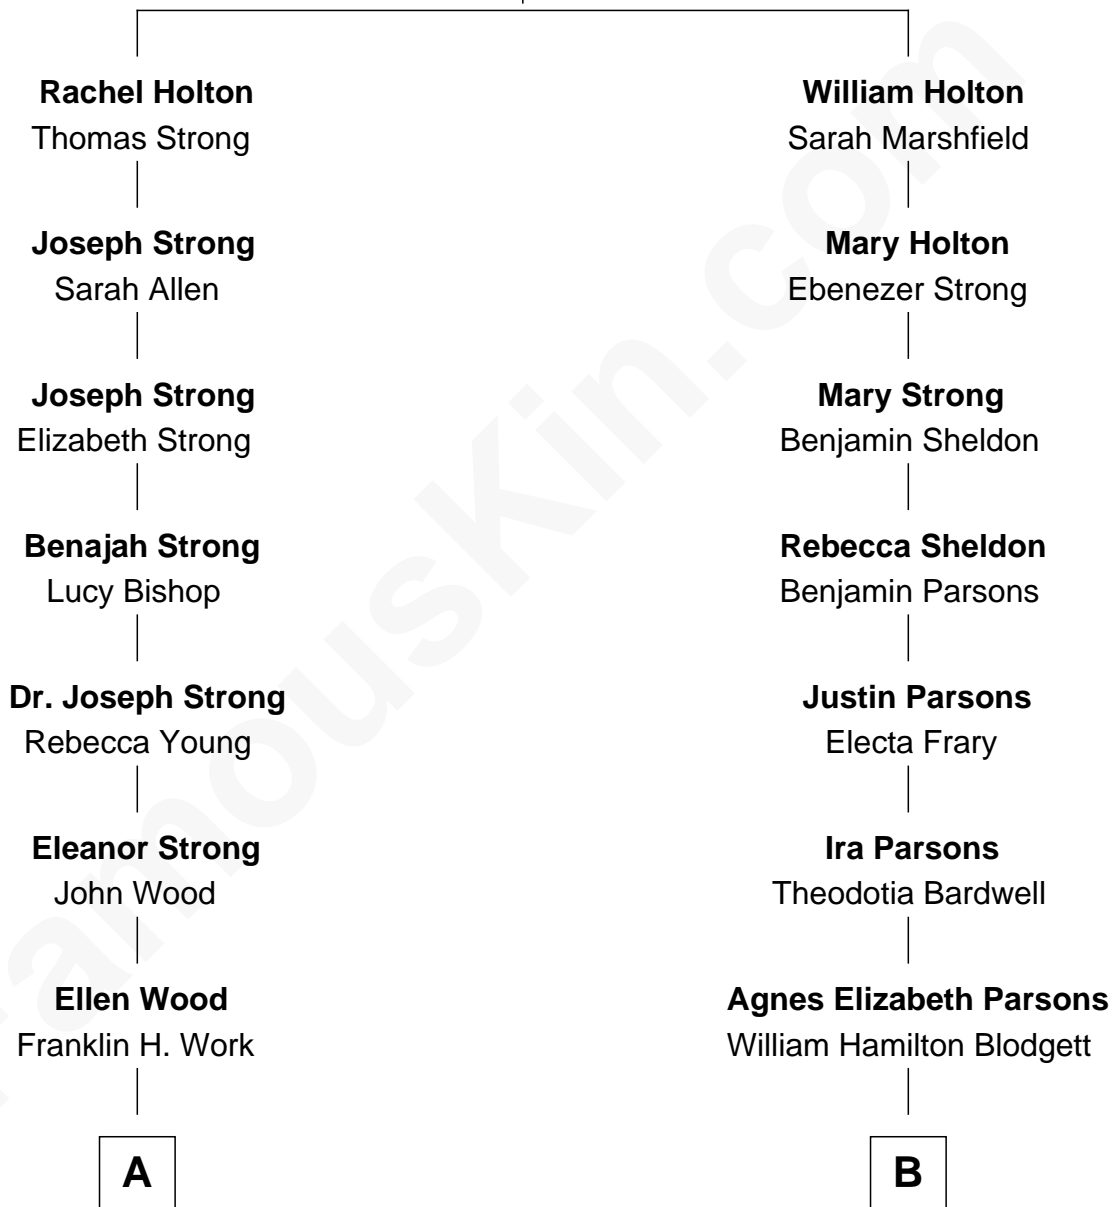 Rachel Holton
Thomas Strong
William Holton
Sarah Marshfield
Joseph Strong
Sarah Allen
Mary Holton
Ebenezer Strong
Joseph Strong
Elizabeth Strong
Mary Strong
Benjamin Sheldon
Benajah Strong
Lucy Bishop
Rebecca Sheldon
Benjamin Parsons
Dr. Joseph Strong
Rebecca Young
Justin Parsons
Electa Frary
Eleanor Strong
John Wood
Ira Parsons
Theodotia Bardwell
Ellen Wood
Franklin H. Work
Agnes Elizabeth Parsons
William Hamilton Blodgett
A
B
FamousKin.com